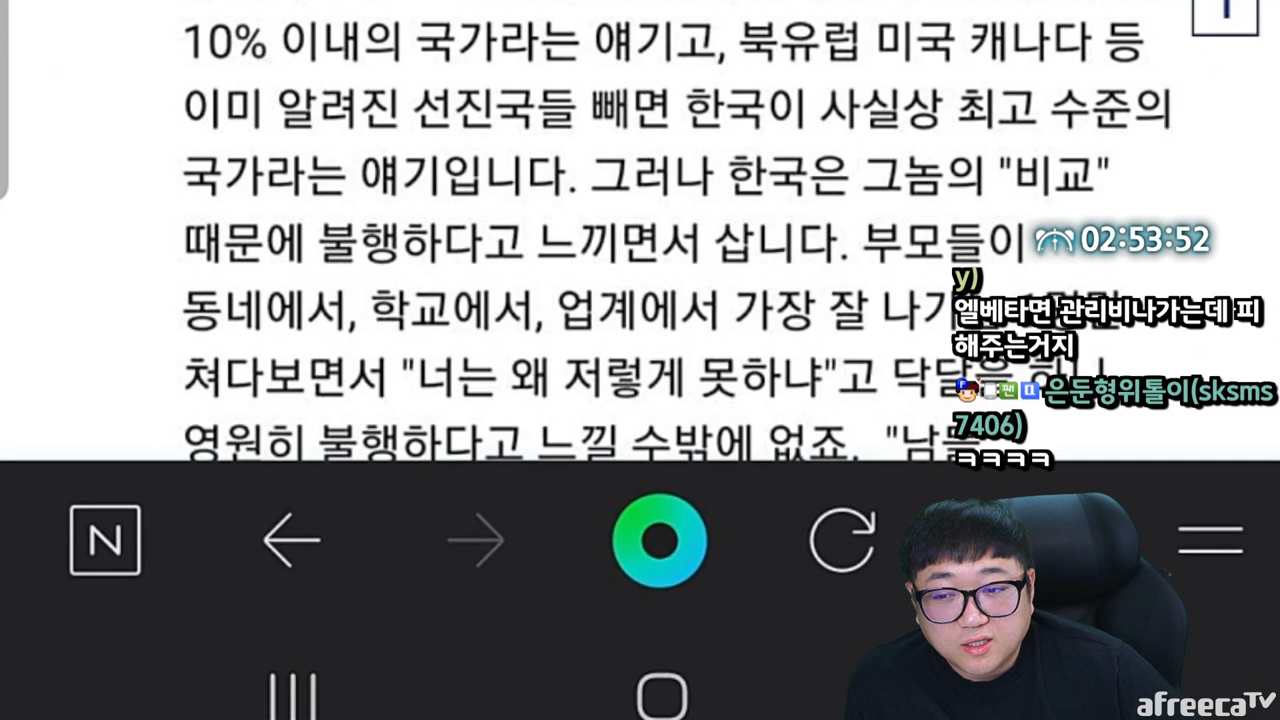 10% 이내의 국가라는 얘기고, 북유럽 미국 캐나다 등
이미 알려진 선진국들 빼면 한국이 사실상 최고 수준의
국가라는 얘기입니다. 그러나 한국은 그놈의 "비교"
때문에 불행하다고 느끼면서 삽니다. 부모들이
동네에서, 학교에서, 업계에서 가장 잘 나가
쳐다보면서 "너는 왜 저렇게 못하냐"고
영원히 불행하다고 느낄 수밖에 없죠. "남들
02:53:52
y)
엘베타면 관리비나가는데 피
해주는거지
은둔형위톨이(sksms
7406)
ㅋㅋㅋㅋ
N
afreecaTV